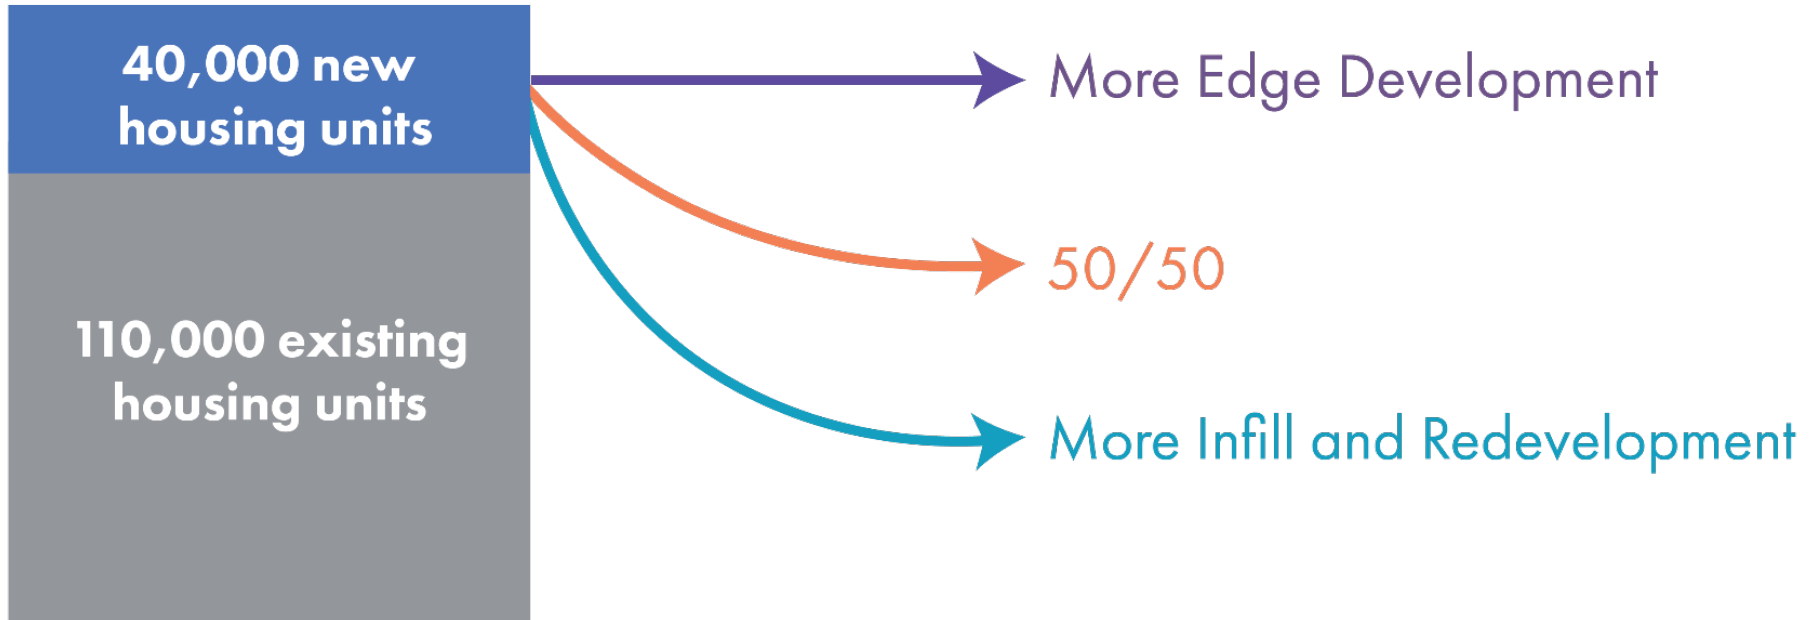 40,000 new
housing units
110,000 existing
housing units
More Edge Development
50/50
More Infill and Redevelopment